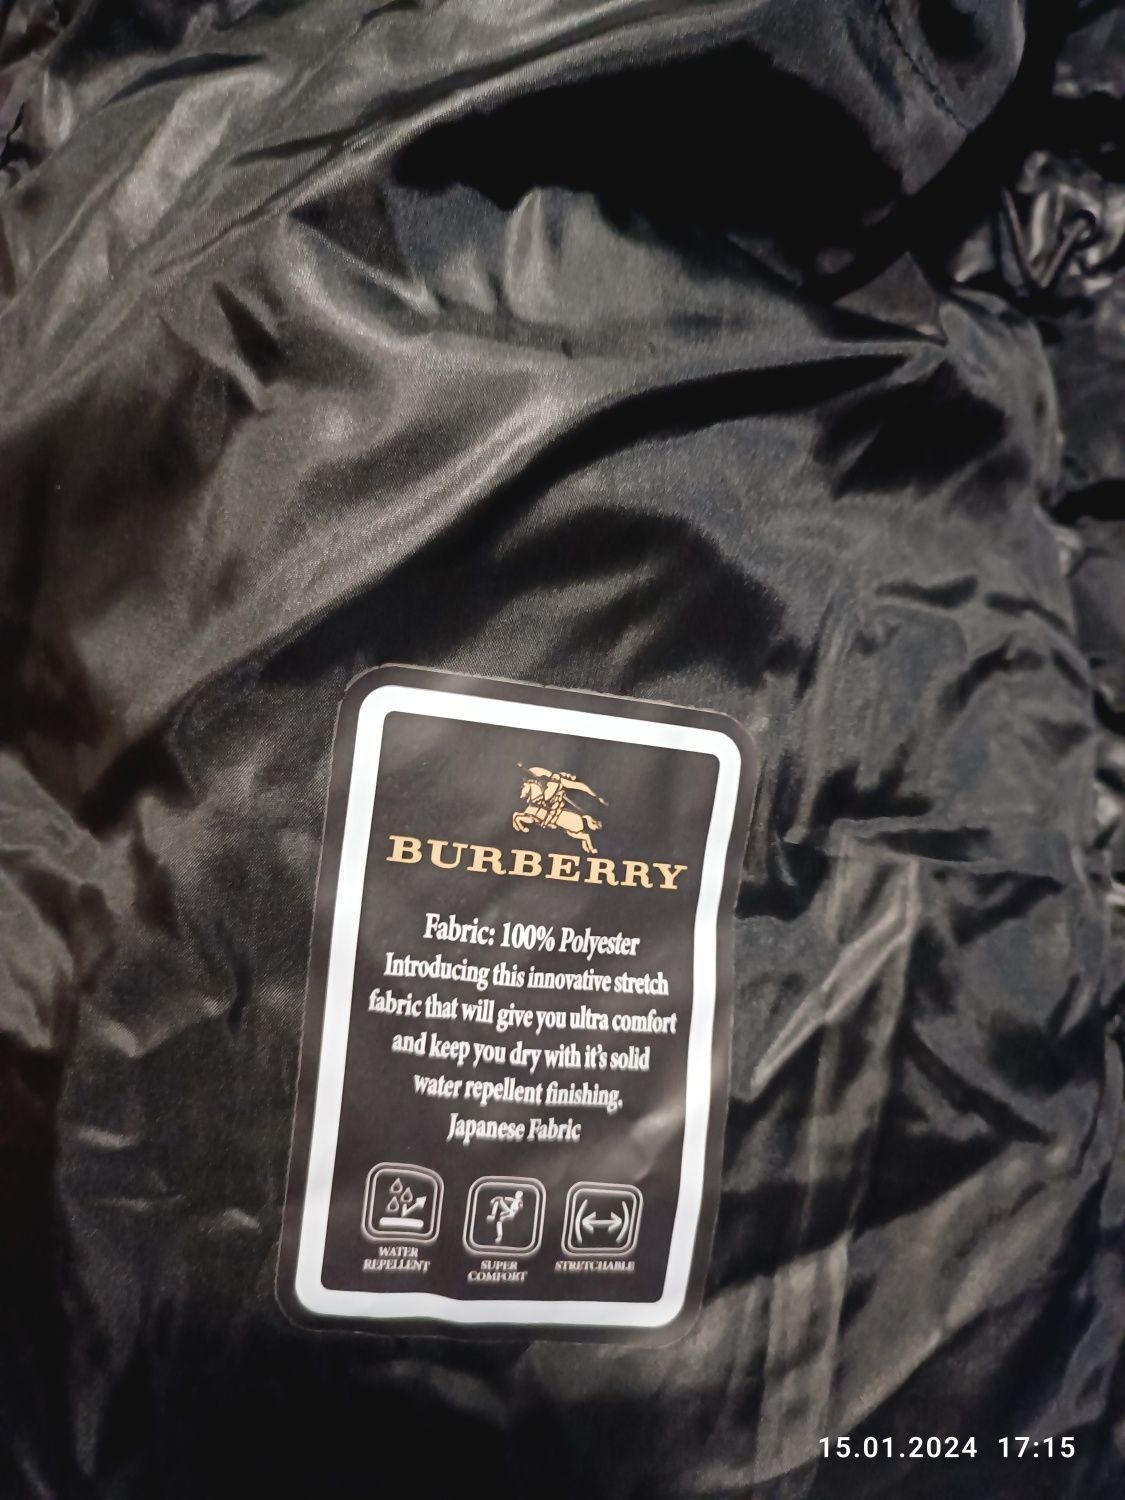 BURBERRY
Fabric: 100% Polyester
Introducing this innovative stretch
fabric that will give you ultra comfort
and keep you dry with it's solid
water repellent finishing.
Japanese Fabric
WATER
REPELLENT
SUPER
COMFORT
STRETCHABLE
15.01.2024 17:15